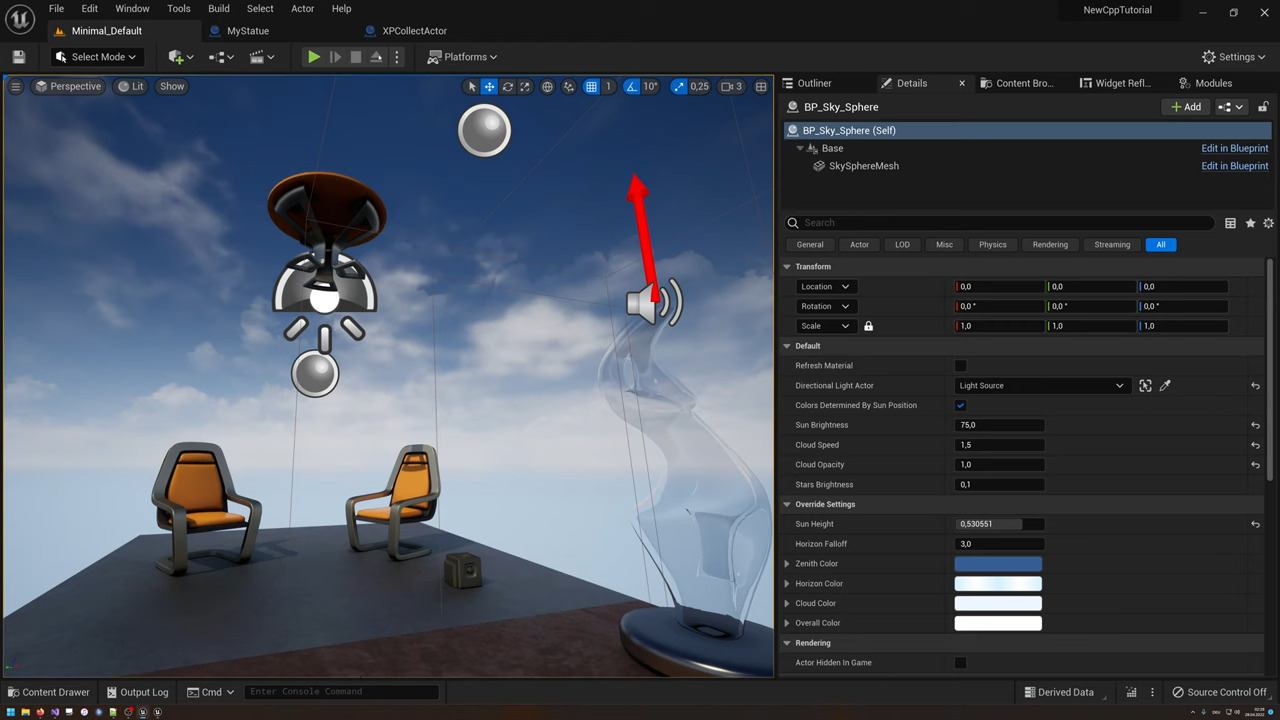 File Edit Window Tools Build Select Actor Help
NewCppTutorial
Minimal_Default MyStatue XPCollectActor
Select Mode Platforms Settings
Perspective Lit Show 1 10° 0,25 3
Outliner Details Content Bro... Widget Refl... Modules
BP_Sky_Sphere Add
BP_Sky_Sphere (Self)
Base Edit in Blueprint
SkySphereMesh Edit in Blueprint
Search
General Actor LOD Misc Physics Rendering Streaming All
Transform
Location 0,0 0,0 0,0
Rotation 0,0 ° 0,0 ° 0,0 °
Scale 1,0 1,0 1,0
Default
Refresh Material
Directional Light Actor Light Source
Colors Determined By Sun Position
Sun Brightness 75,0
Cloud Speed 1,5
Cloud Opacity 1,0
Stars Brightness 0,1
Override Settings
Sun Height 0,530551
Horizon Falloff 3,0
Zenith Color
Horizon Color
Cloud Color
Overall Color
Rendering
Actor Hidden In Game
Content Drawer Output Log Cmd Enter Console Command Derived Data Source Control Off
DEU